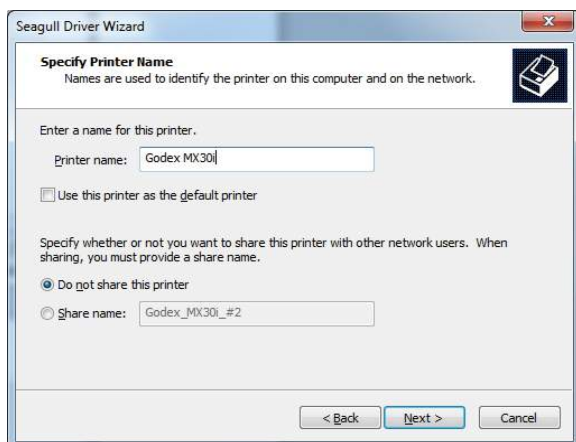 Seagull Driver Wizard
Specify Printer Name
Names are used to identify the printer on this computer and on the network.
Enter a name for this printer.
Printer name: Godex MX30i
Use this printer as the default printer
Specify whether or not you want to share this printer with other network users. When
sharing, you must provide a share name.
Do not share this printer
Share name: Godex_MX30i_#2
< Back Next > Cancel